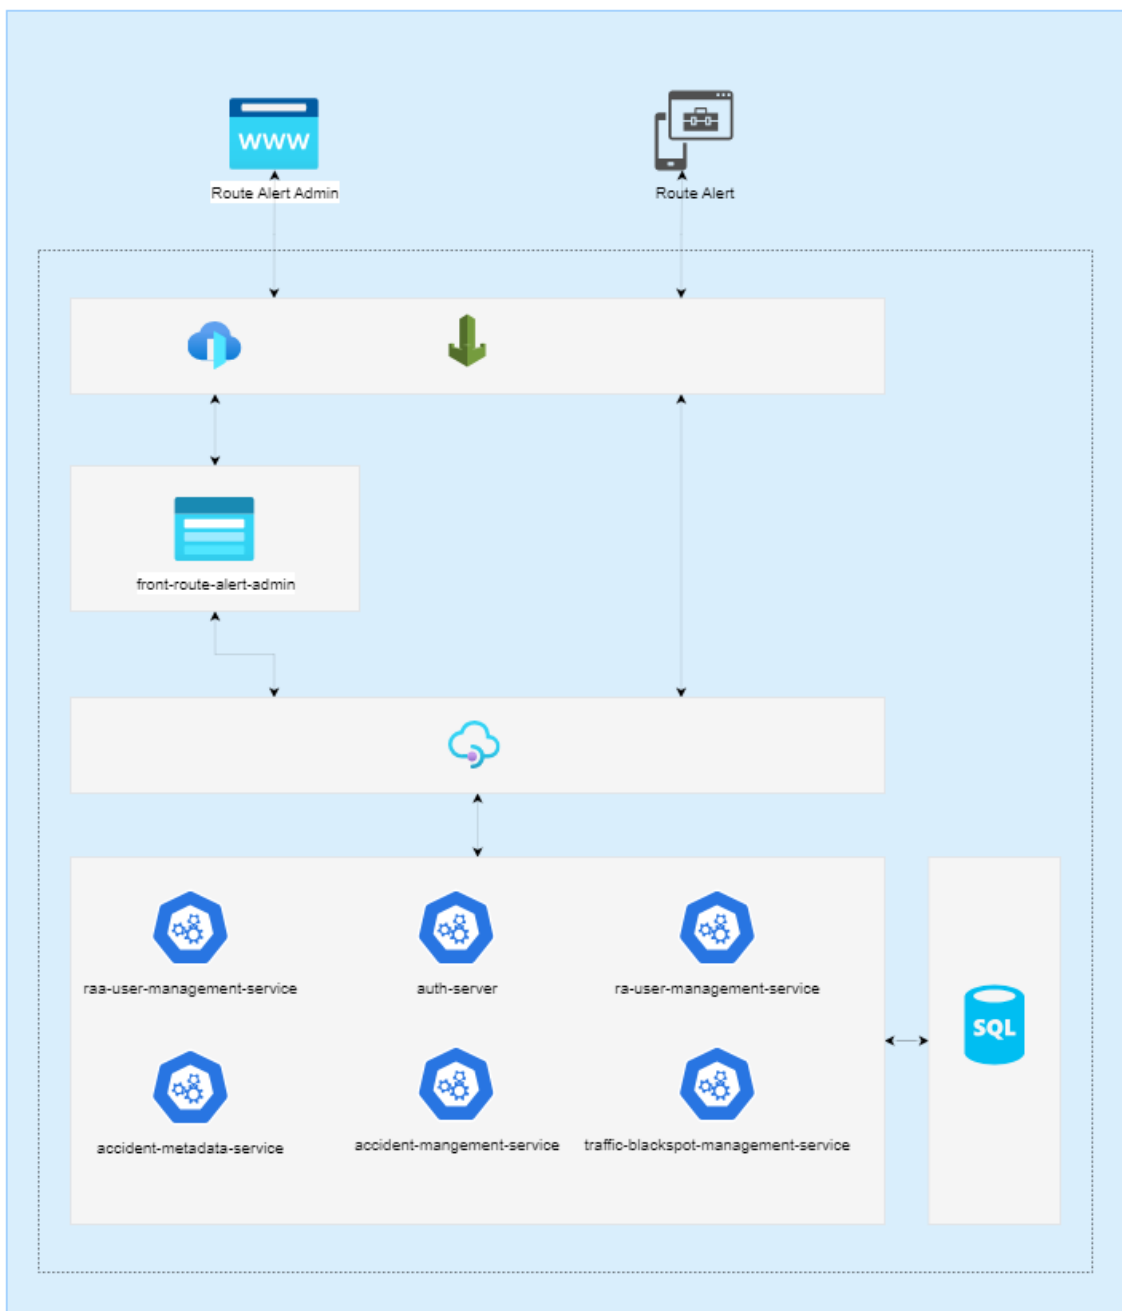 www
Route Alert Admin
Route Alert
front-route-alert-admin
raa-user-management-service
auth-server
ra-user-management-service
SQL
accident-metadata-service
accident-mangement-service
traffic-blackspot-management-service